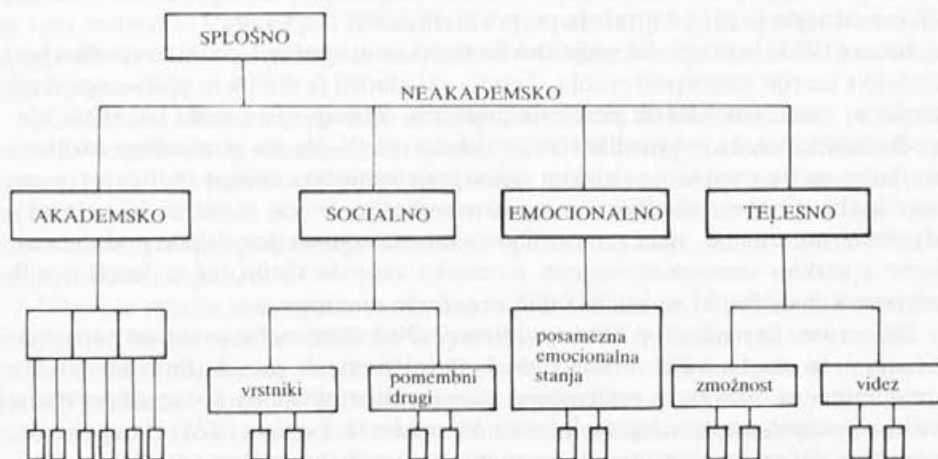 SPLOŠNO
NEAKADEMSKO
AKADEMSKO
SOCIALNO
EMOCIONALNO
TELESNO
vrstniki
pomembni
drugi
posamezna
emocionalna
stanja
zmožnost
videz